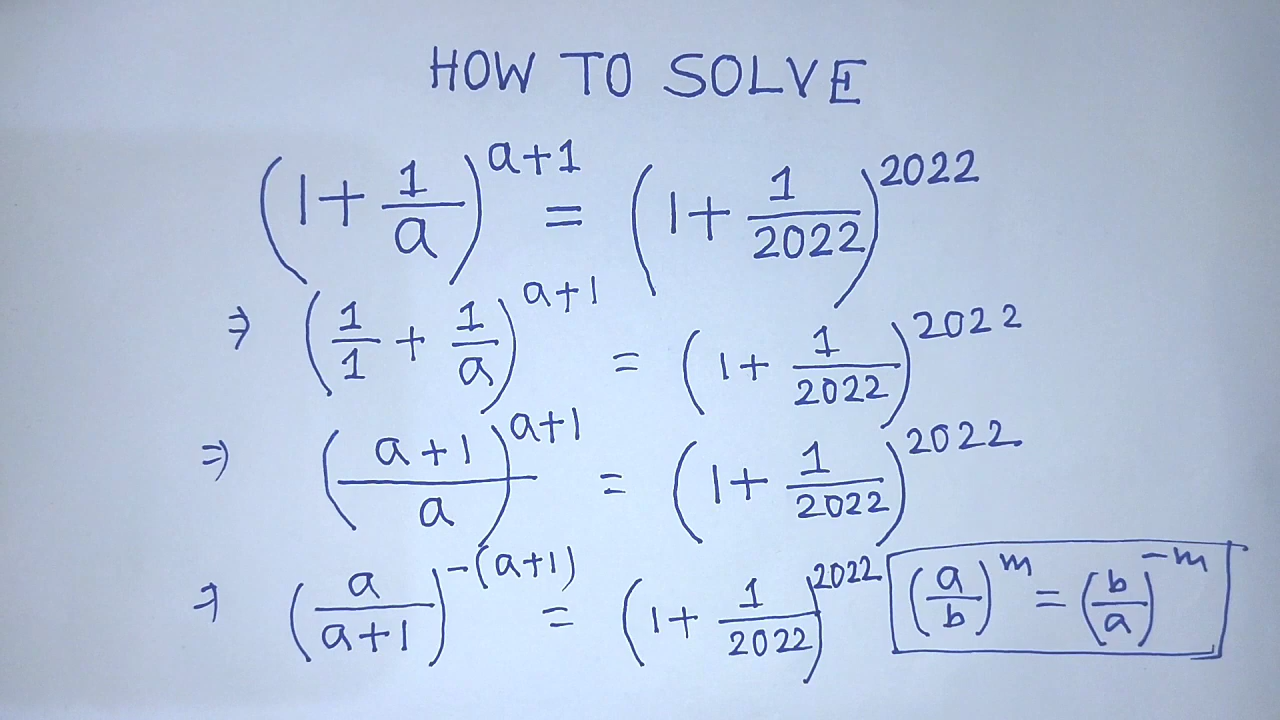 HOW TO SOLVE
(1 + 1/a)^(a+1) = (1 + 1/2022)^2022
⇒ (1/1 + 1/a)^(a+1) = (1 + 1/2022)^2022
⇒ ((a+1)/a)^(a+1) = (1 + 1/2022)^2022
⇒ (a/(a+1))^(-(a+1)) = (1 + 1/2022)^2022 (a/b)^m = (b/a)^(-m)